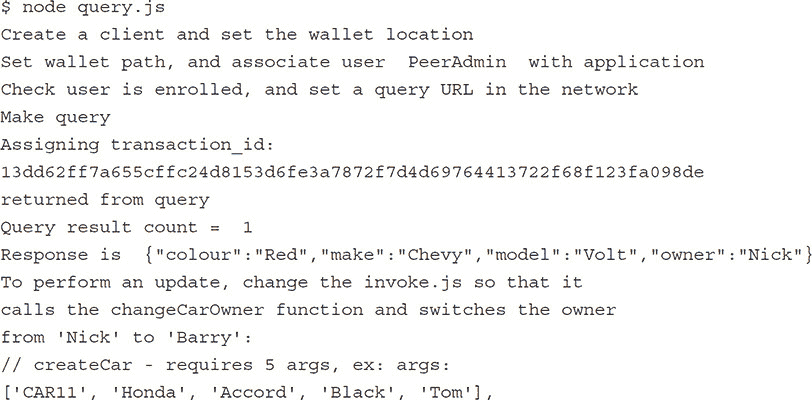 $ node query.js
Create a client and set the wallet location
Set wallet path, and associate user  PeerAdmin  with application
Check user is enrolled, and set a query URL in the network
Make query
Assigning transaction_id:
13dd62ff7a655cffc24d8153d6fe3a7872f7d4d69764413722f68f123fa098de
returned from query
Query result count =  1
Response is  {"colour":"Red","make":"Chevy","model":"Volt","owner":"Nick"}
To perform an update, change the invoke.js so that it
calls the changeCarOwner function and switches the owner
from 'Nick' to 'Barry':
// createCar - requires 5 args, ex: args:
['CAR11', 'Honda', 'Accord', 'Black', 'Tom'],